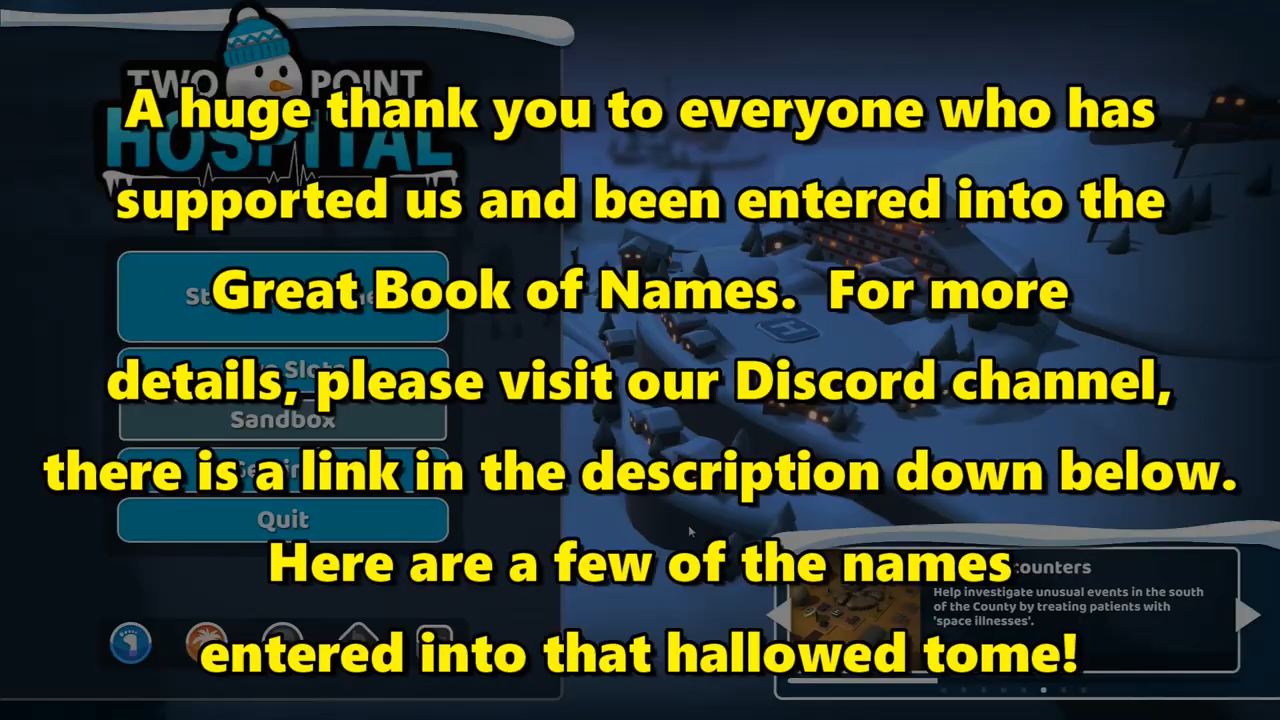 TWO POINT
HOSPITAL
A huge thank you to everyone who has
supported us and been entered into the
Great Book of Names. For more
details, please visit our Discord channel,
there is a link in the description down below.
Here are a few of the names
entered into that hallowed tome!
Sandbox
Quit
Help investigate unusual events in the south
of the County by treating patients with
'space illnesses'.